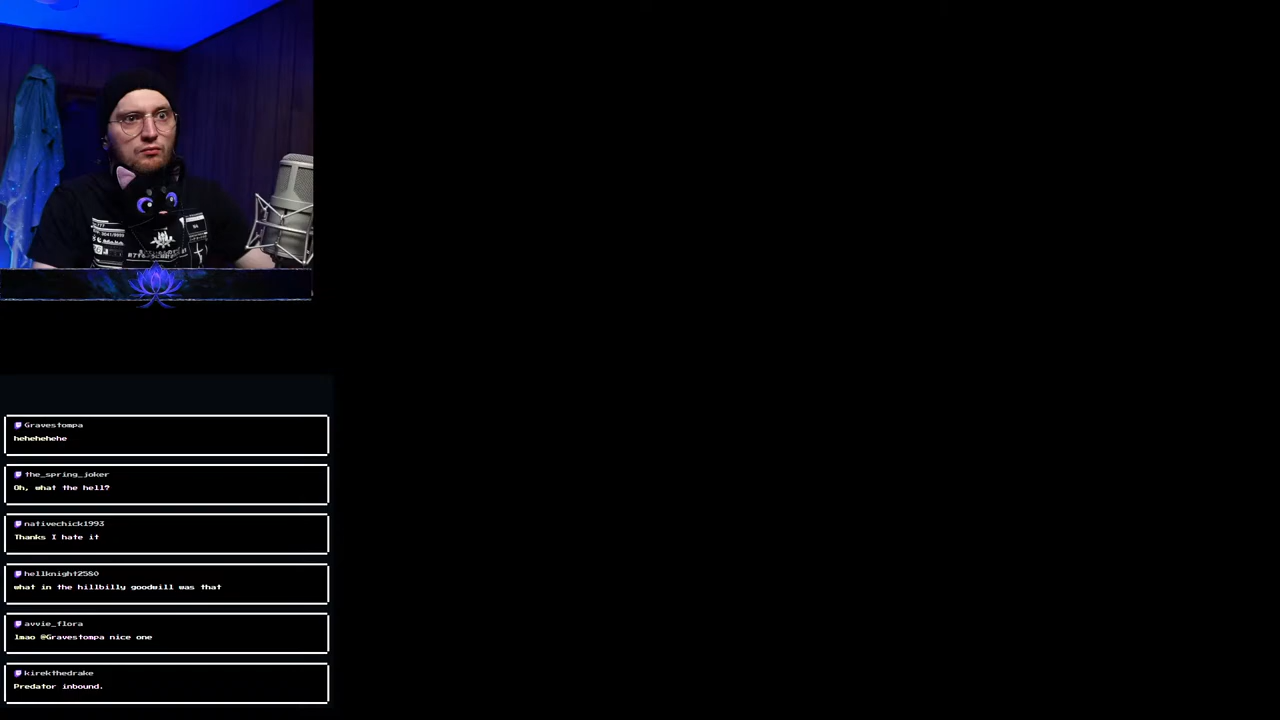 Gravestompa
hehehehehe
the_spring_joker
Oh, what the hell?
nativechick1993
Thanks I hate it
hellknight2580
what in the hillbilly goodwill was that
avvie_flora
lmao @Gravestompa nice one
kirekthedrake
Predator inbound.